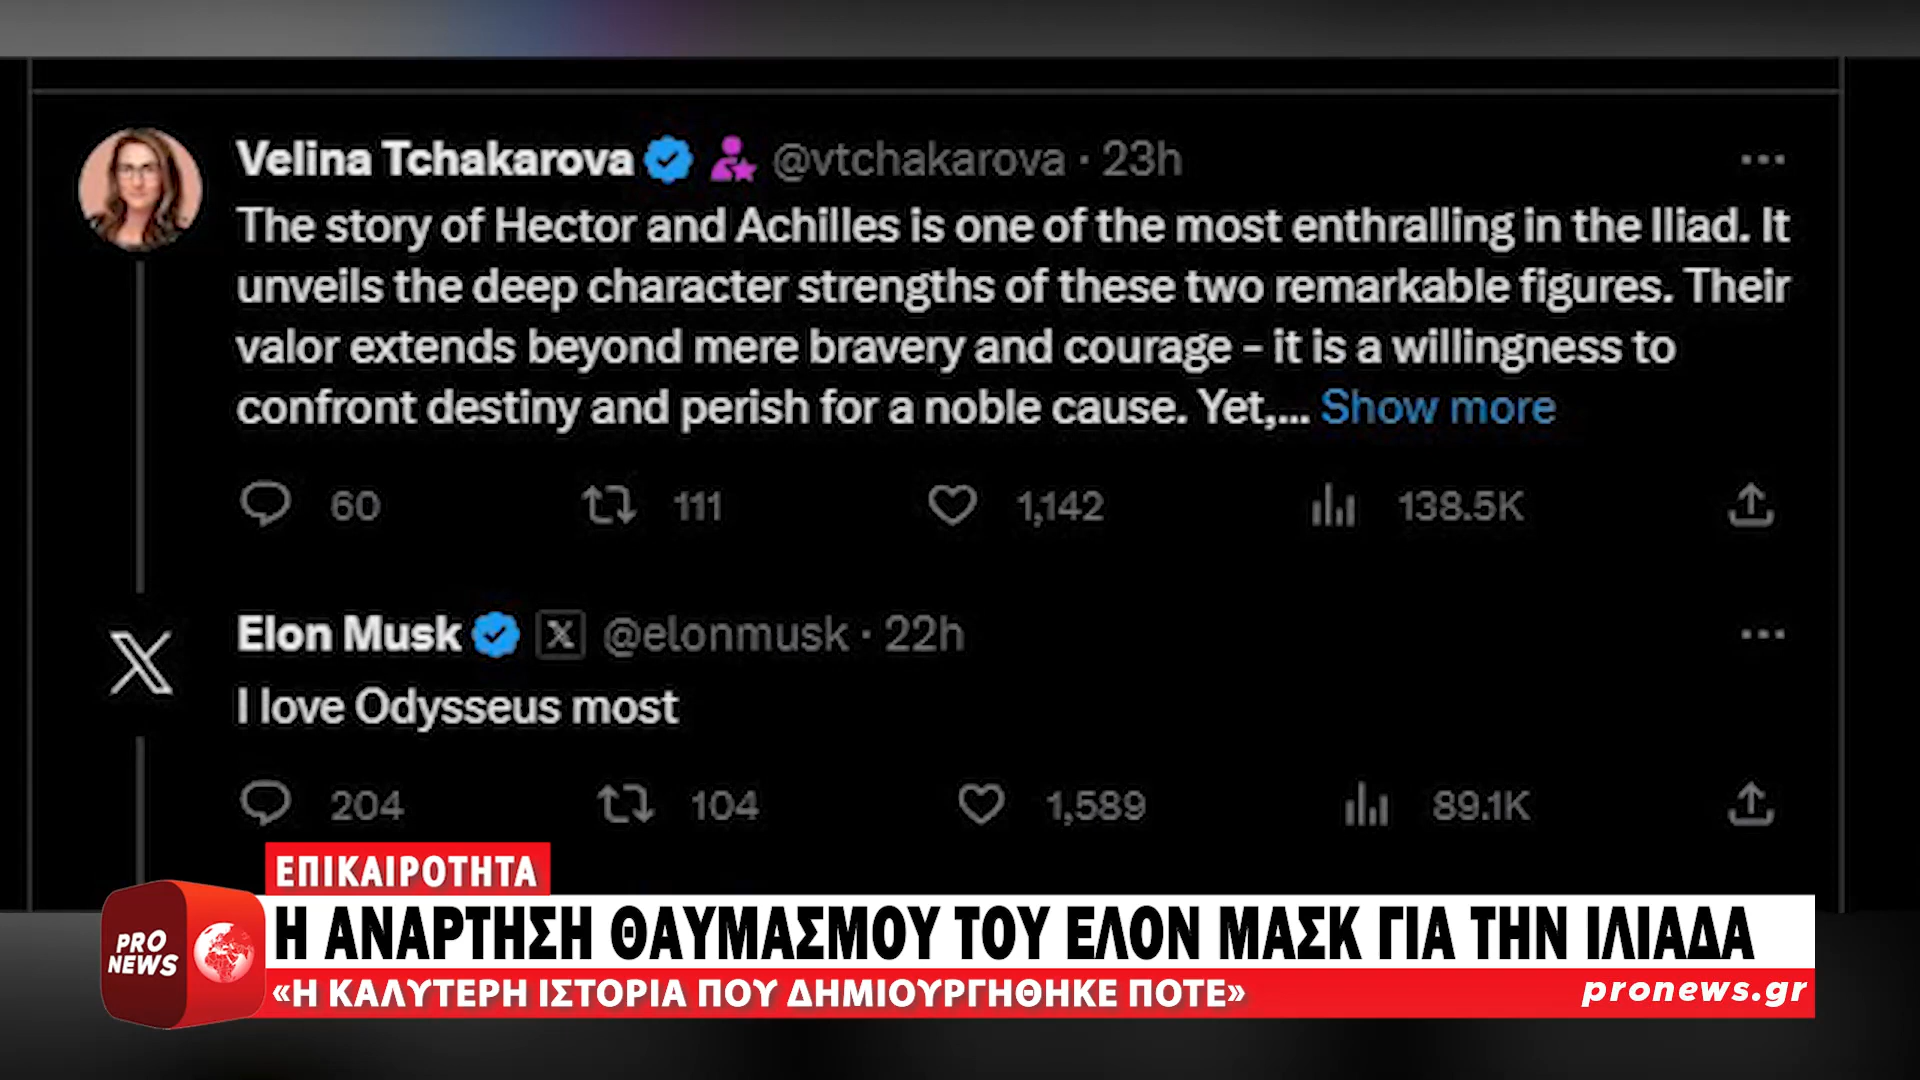 Velina Tchakarova @vtchakarova · 23h
The story of Hector and Achilles is one of the most enthralling in the Iliad. It
unveils the deep character strengths of these two remarkable figures. Their
valor extends beyond mere bravery and courage – it is a willingness to
confront destiny and perish for a noble cause. Yet,... Show more
60 111 1,142 138.5K
Elon Musk @elonmusk · 22h
I love Odysseus most
204 104 1,589 89.1K
ΕΠΙΚΑΙΡΟΤΗΤΑ
PRO
NEWS
Η ΑΝΑΡΤΗΣΗ ΘΑΥΜΑΣΜΟΥ ΤΟΥ ΕΛΟΝ ΜΑΣΚ ΓΙΑ ΤΗΝ ΙΛΙΑΔΑ
«Η ΚΑΛΥΤΕΡΗ ΙΣΤΟΡΙΑ ΠΟΥ ΔΗΜΙΟΥΡΓΗΘΗΚΕ ΠΟΤΕ» pronews.gr